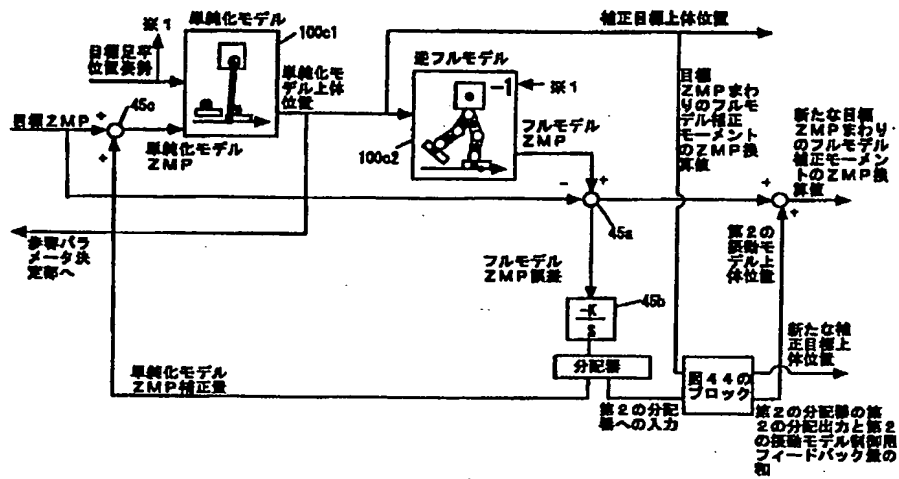 単純化モデル
※1
100c1
補正目標上体位置
目標足平
位置姿勢
45c
単純化モ
デル上体
位置
逆フルモデル
-1
※1
目標
ZMPまわ
りのフルモ
デル補正
モーメント
のZMP換
算値
新たな目標
ZMPまわり
のフルモデル
補正モーメン
トのZMP換
算値
目標ZMP
+
+
単純化モデル
ZMP
100c2
フルモデル
ZMP
-
+
45a
+
+
参署パラ
メータ決
定部へ
フルモデル
ZMP誤差
第2の
振動モ
デル上
体位置
-K
S
45b
新たな補
正目標上
体位置
単純化モデル
ZMP補正量
分配器
図44の
ブロック
第2の分配
器への入力
第2の分配器の第
2の分配出力と第2
の振動モデル制御用
フィードバック量の
和